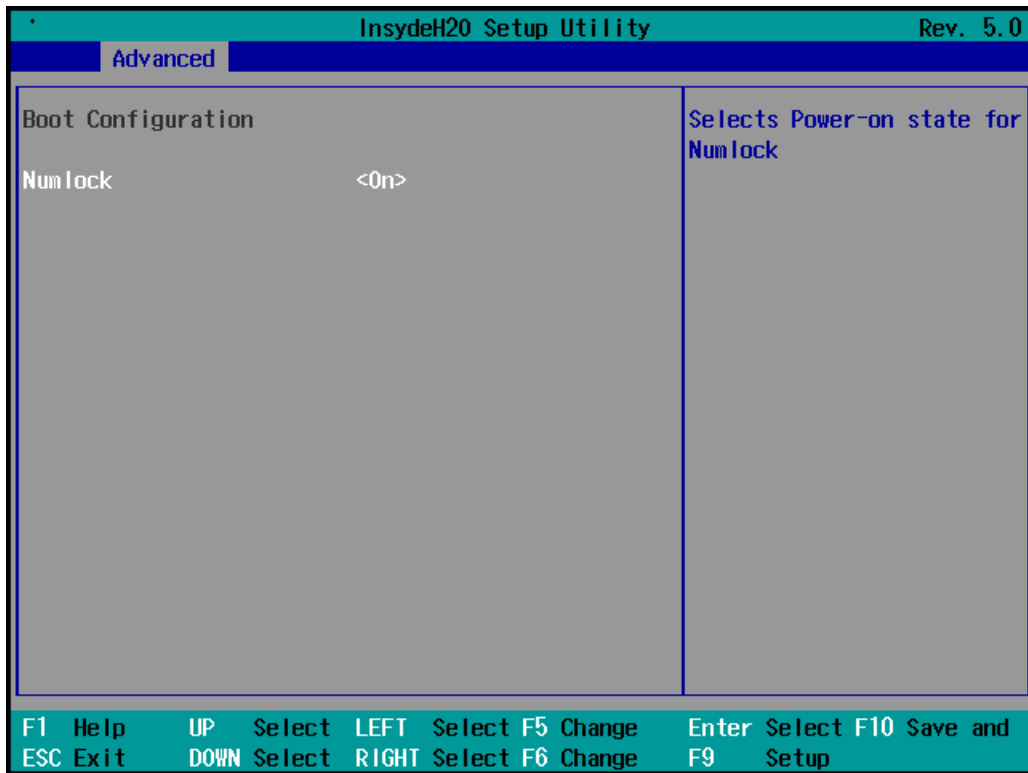 InsydeH20 Setup Utility Rev. 5.0
Advanced
Boot Configuration
Numlock <On>
Selects Power-on state for
Numlock
F1 Help UP Select LEFT Select F5 Change Enter Select F10 Save and
ESC Exit DOWN Select RIGHT Select F6 Change F9 Setup